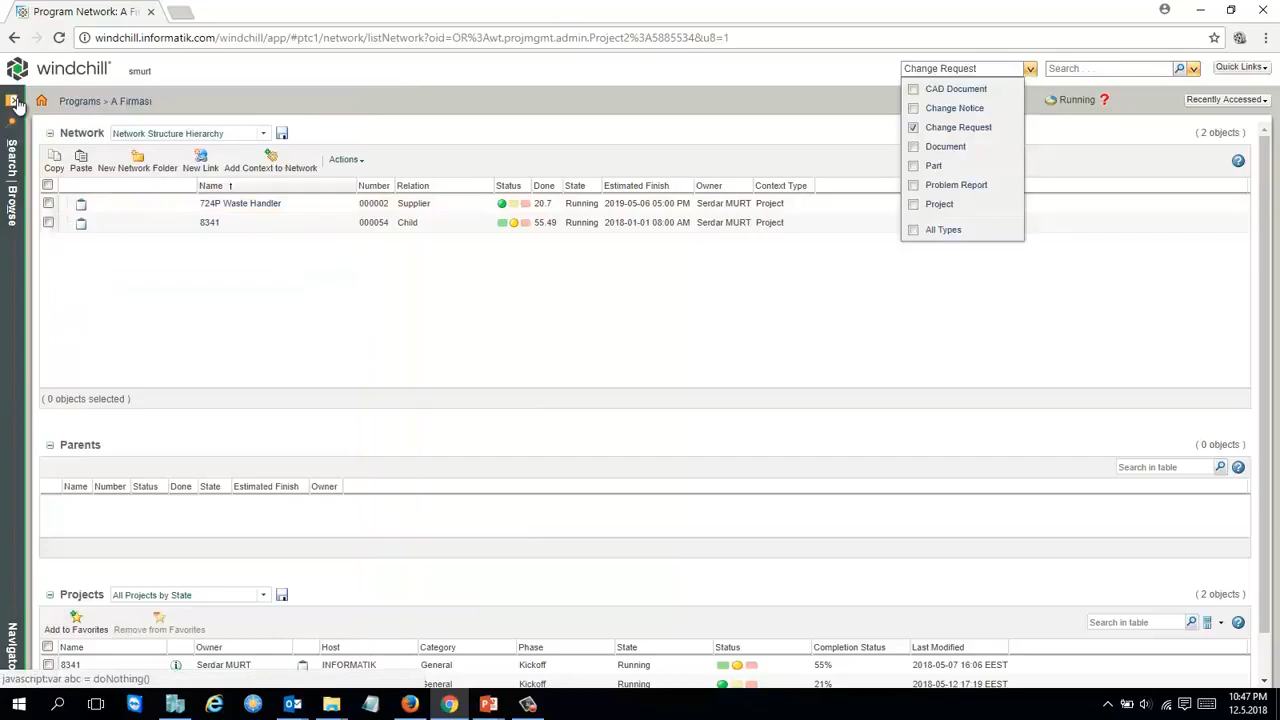 Program Network: A Fi
windchill.informatik.com/windchill/app/#ptc1/network/listNetwork?oid=OR%3Awt.projmgmt.admin.Project2%3A5885534&u8=1
windchill
smurt
Change Request
Search . . .
Quick Links
CAD Document
Change Notice
Change Request
Document
Part
Problem Report
Project
All Types
Programs > A Firması
Running ?
Recently Accessed
Search | Browse
Navigato
Network
Network Structure Hierarchy
( 2 objects )
Copy Paste New Network Folder New Link Add Context to Network Actions
Name ↑ Number Relation Status Done State Estimated Finish Owner Context Type
724P Waste Handler 000002 Supplier 20.7 Running 2019-05-06 05:00 PM Serdar MURT Project
8341 000054 Child 55.49 Running 2018-01-01 08:00 AM Serdar MURT Project
( 0 objects selected )
Parents
( 0 objects )
Search in table
Name Number Status Done State Estimated Finish Owner
Projects
All Projects by State
( 2 objects )
Add to Favorites Remove from Favorites
Search in table
Name Owner Host Category Phase State Status Completion Status Last Modified
8341 Serdar MURT INFORMATIK General Kickoff Running 55% 2018-05-07 16:06 EEST
General Kickoff Running 21% 2018-05-12 17:19 EEST
javascript:var abc = doNothing()
10:47 PM
12.5.2018